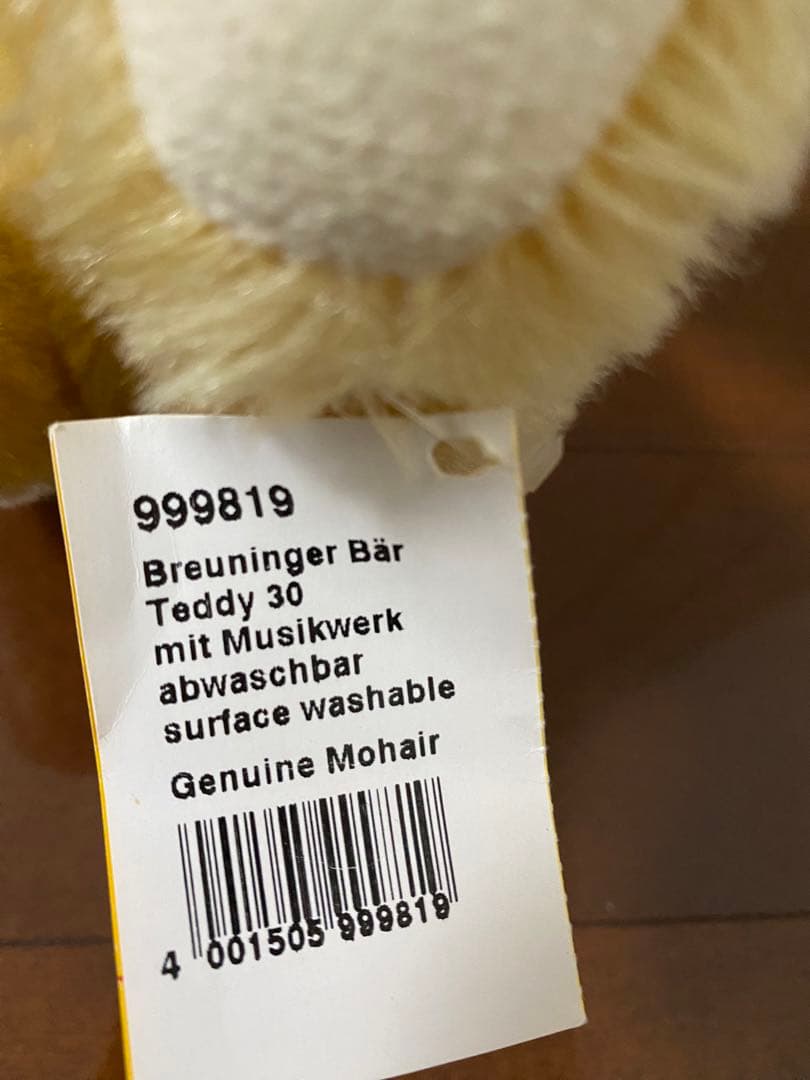 999819
Breuninger Bär
Teddy 30
mit Musikwerk
abwaschbar
surface washable
Genuine Mohair
4 001505 999819